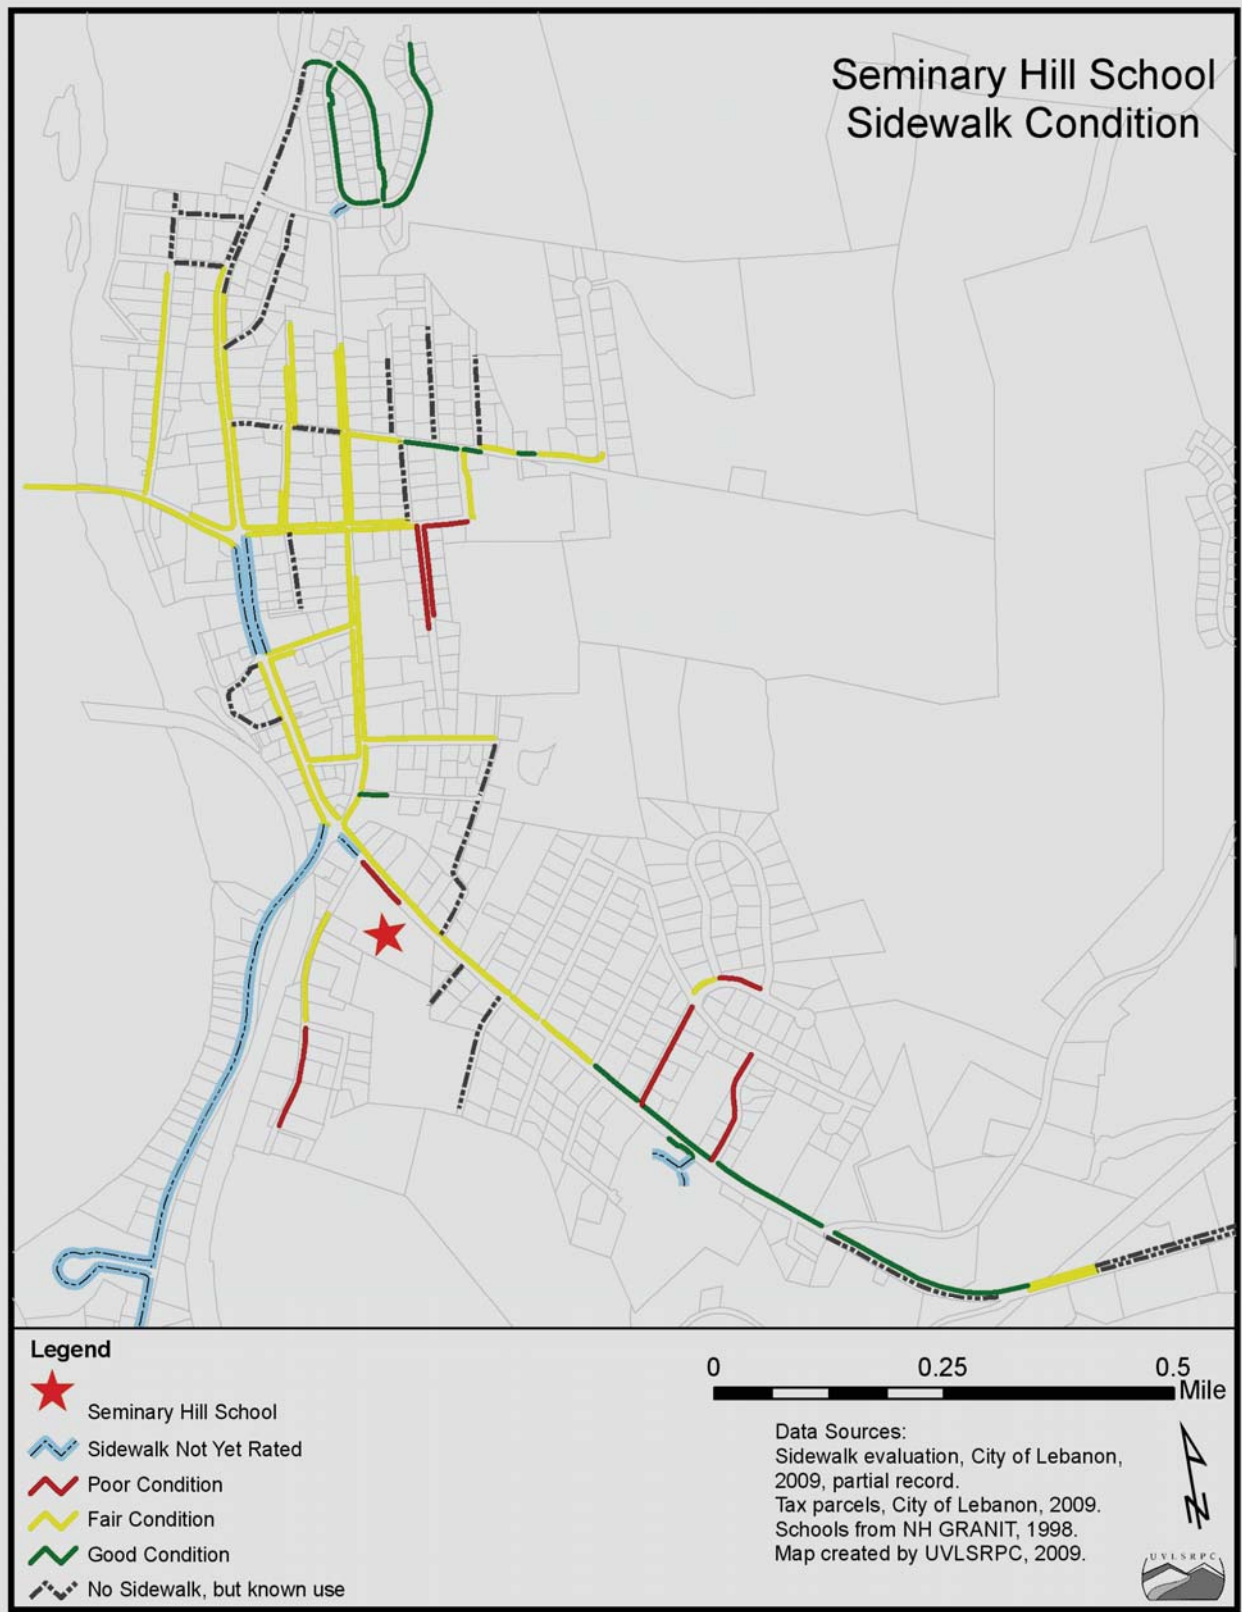 Seminary Hill School
Sidewalk Condition
Legend
Seminary Hill School
Sidewalk Not Yet Rated
Poor Condition
Fair Condition
Good Condition
No Sidewalk, but known use
0 0.25 0.5
Mile
Data Sources:
Sidewalk evaluation, City of Lebanon,
2009, partial record.
Tax parcels, City of Lebanon, 2009.
Schools from NH GRANIT, 1998.
Map created by UVLSRPC, 2009.
N
UVLSRPC